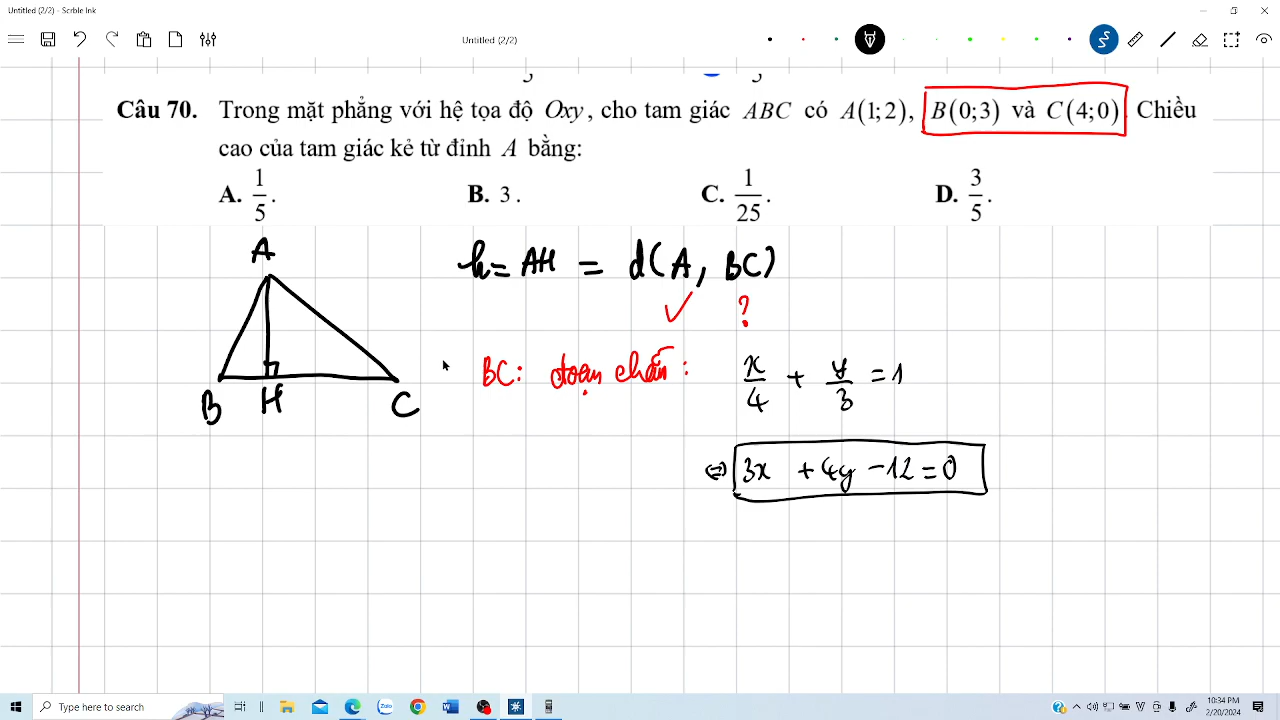 Untitled (2/2) - Scrble Ink
Untitled (2/2)
Câu 70. Trong mặt phẳng với hệ tọa độ Oxy, cho tam giác ABC có A(1;2), B(0;3) và C(4;0). Chiều
cao của tam giác kẻ từ đỉnh A bằng:
A. 1/5. B. 3. C. 1/25. D. 3/5.
A
h = AH = d(A, BC)
?
BC: đoạn chắn: x/4 + y/3 = 1
B H C
⇔ 3x + 4y - 12 = 0
Type here to search
Zalo
10:34 PM
2/20/2024